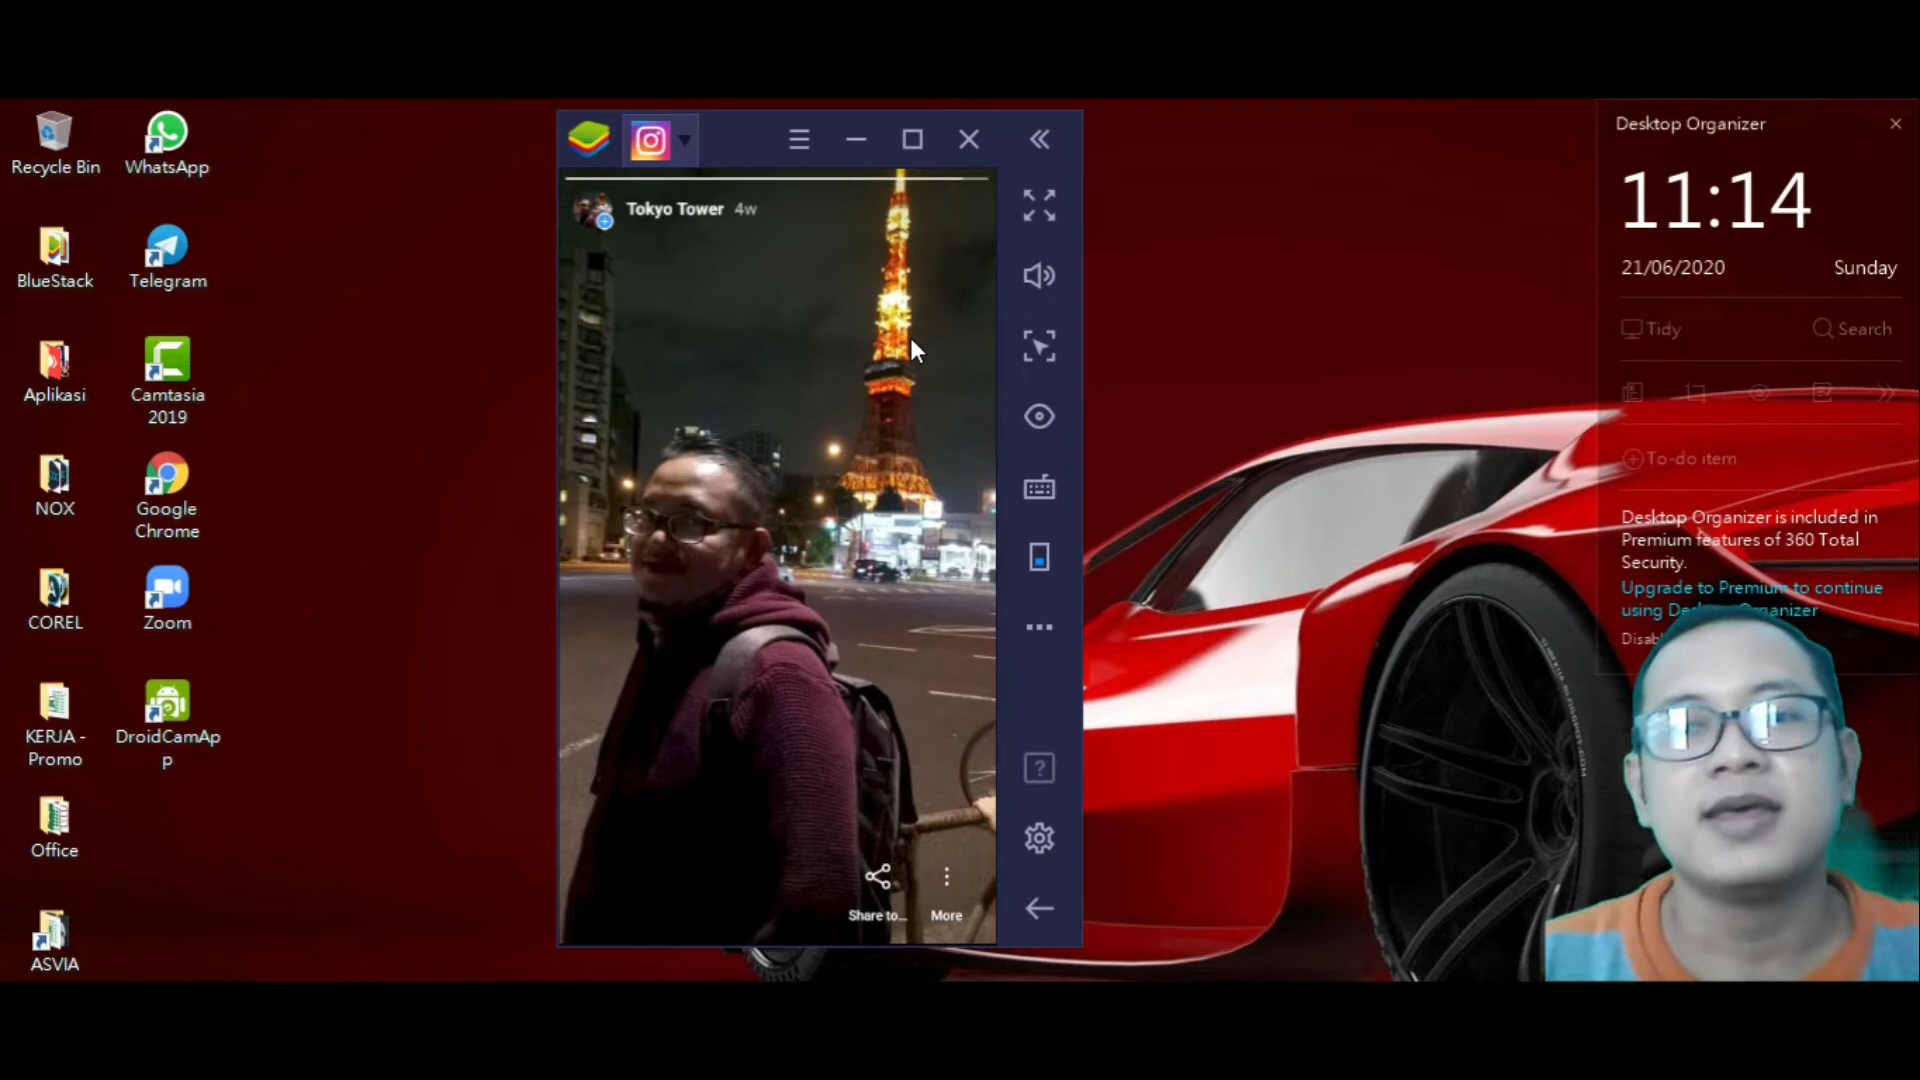 Recycle Bin
WhatsApp
BlueStack
Telegram
Aplikasi
Camtasia
2019
NOX
Google
Chrome
COREL
Zoom
KERJA -
Promo
DroidCamAp
p
Office
ASVIA
Tokyo Tower 4w
Share to...
More
Desktop Organizer
11:14
21/06/2020
Sunday
Tidy
Search
To-do item
Desktop Organizer is included in
Premium features of 360 Total
Security.
Upgrade to Premium to continue
using Organizer